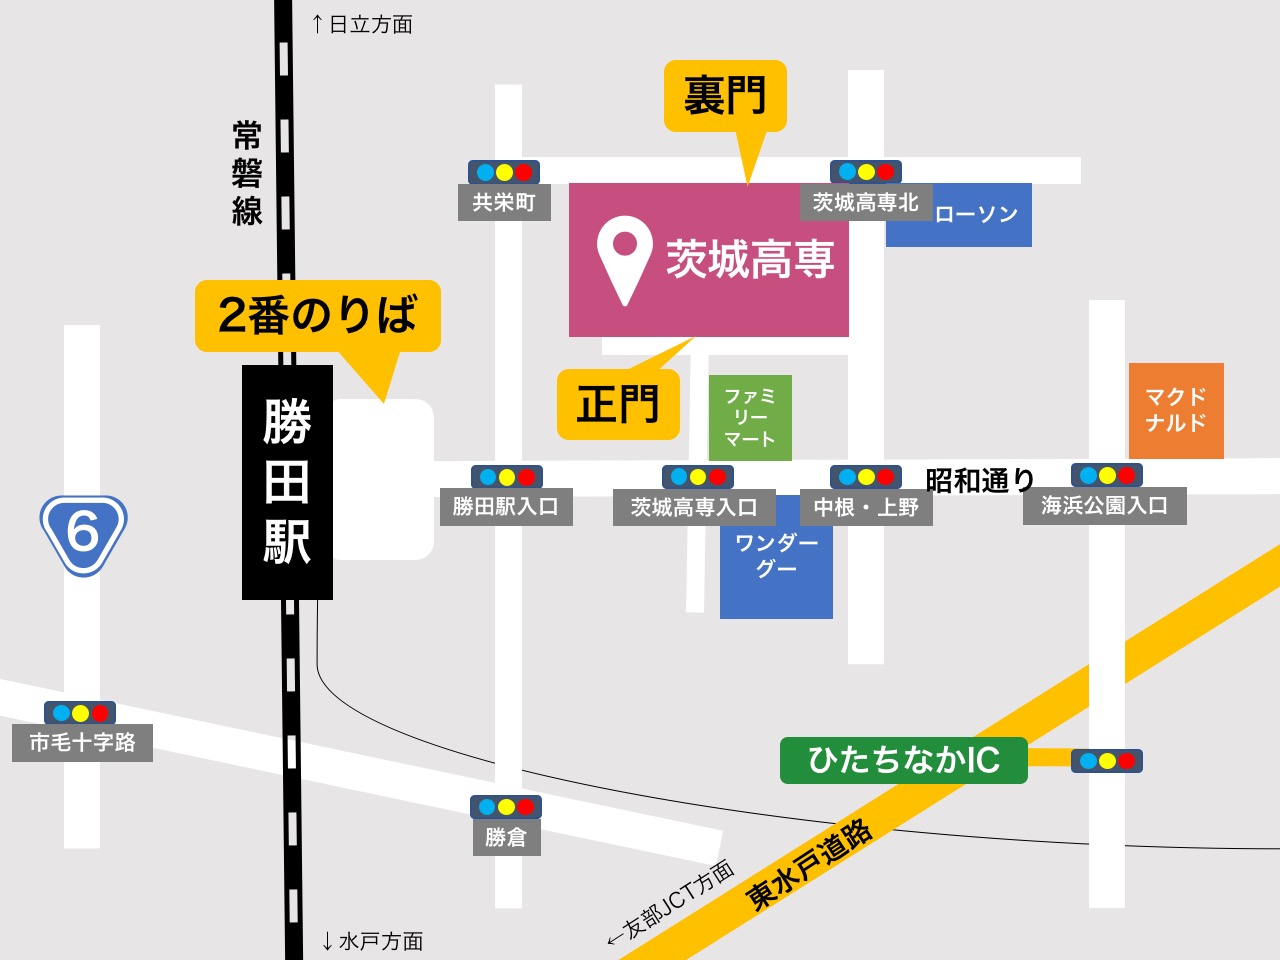 ↑日立方面
裏門
常磐線
共栄町
茨城高専北
ローソン
茨城高専
2番のりば
正門
ファミ
リー
マート
マクド
ナルド
勝田駅
6
昭和通り
勝田駅入口
茨城高専入口
中根・上野
海浜公園入口
ワンダー
グー
市毛十字路
ひたちなかIC
勝倉
東水戸道路
←友部JCT方面
↓水戸方面